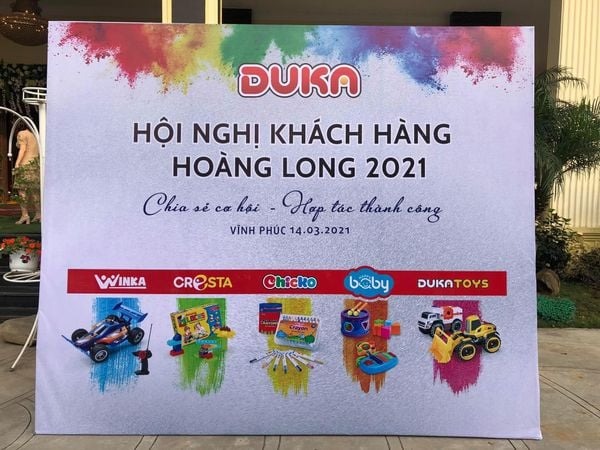 DUKA
HỘI NGHỊ KHÁCH HÀNG
HOÀNG LONG 2021
Chia sẻ cơ hội - Hợp tác thành công
VĨNH PHÚC 14.03.2021
WINKA CRESTA Chicko baby DUKATOYS
Crayon